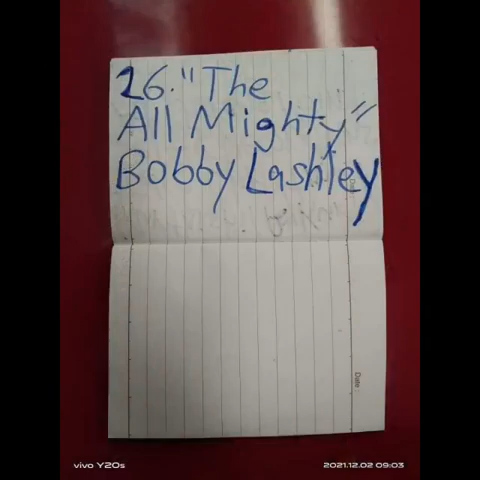 26. "The
All Mighty"
Bobby Lashley
Date :
vivo Y20s
2021.12.02 09:03